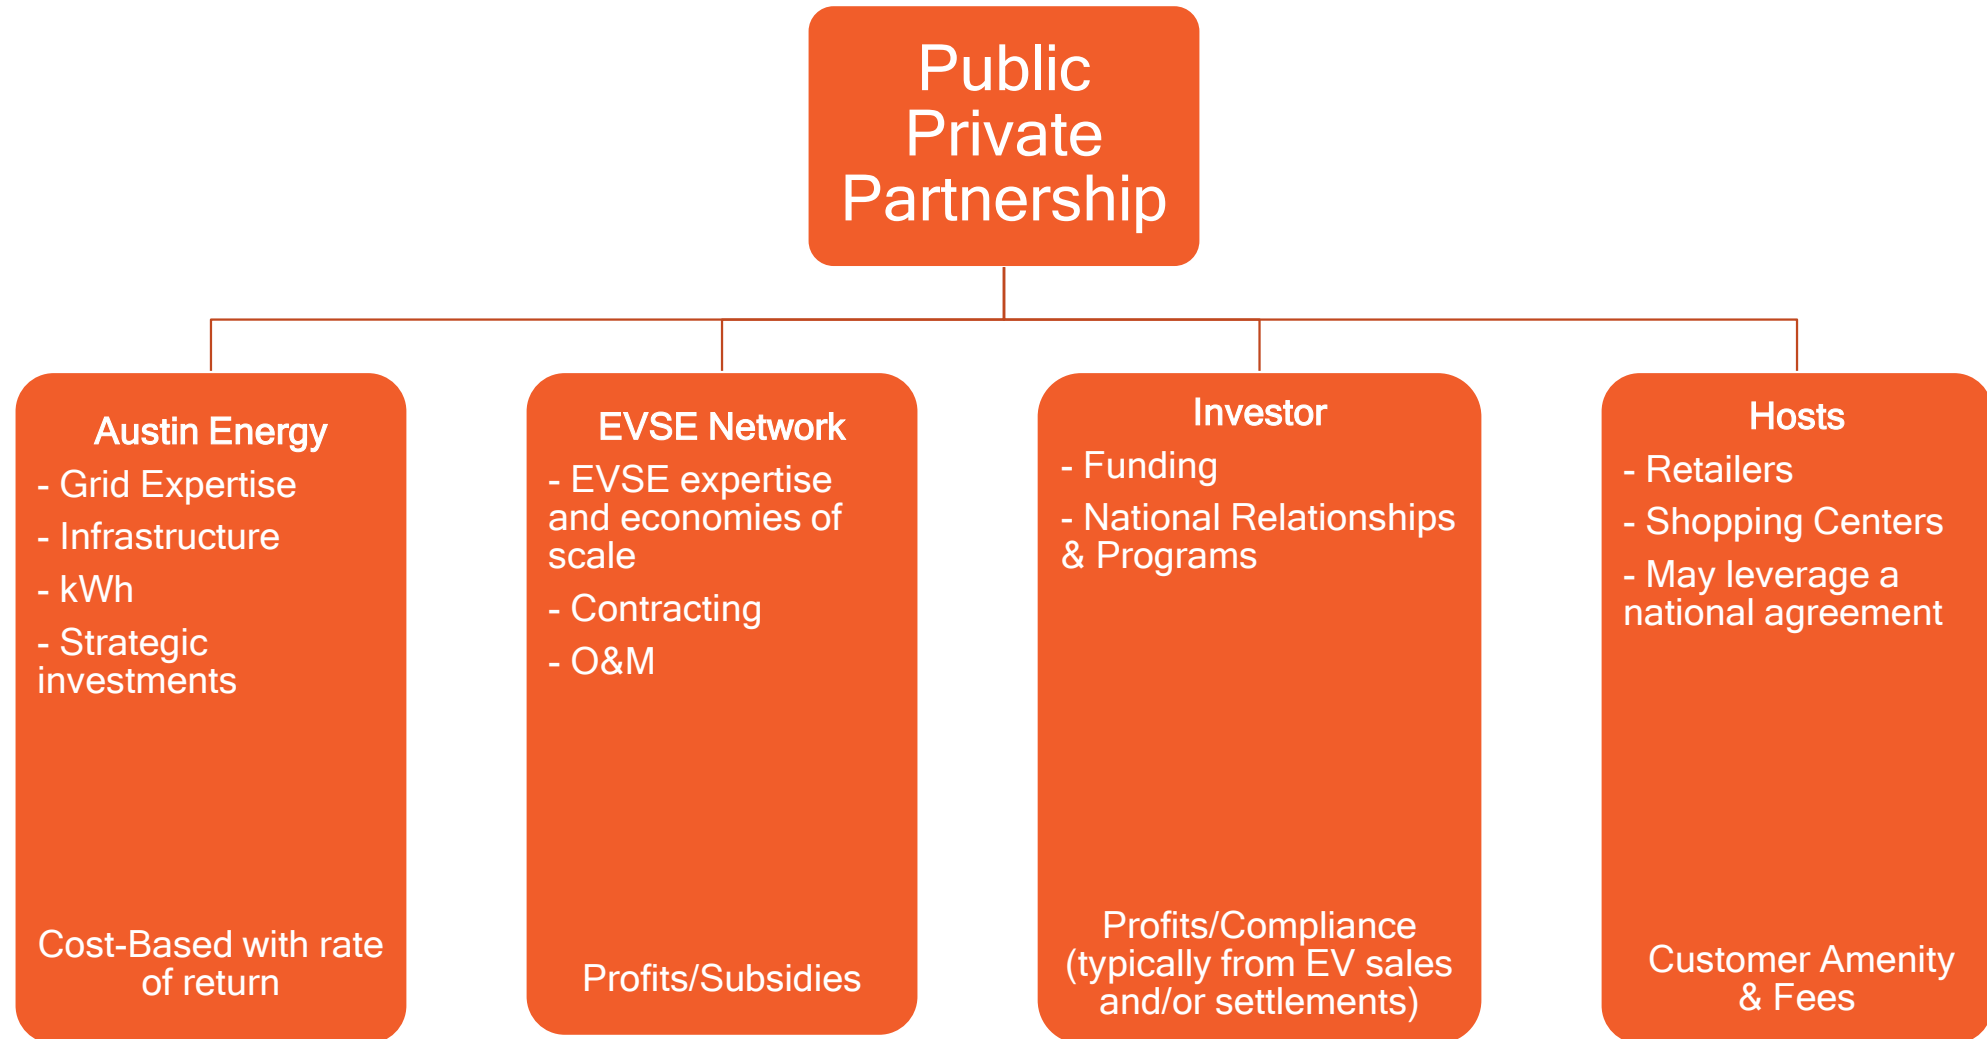 Public
Private
Partnership
Austin Energy
- Grid Expertise
- Infrastructure
- kWh
- Strategic
investments
Cost-Based with rate
of return
EVSE Network
- EVSE expertise
and economies of
scale
- Contracting
- O&M
Profits/Subsidies
Investor
- Funding
- National Relationships
& Programs
Profits/Compliance
(typically from EV sales
and/or settlements)
Hosts
- Retailers
- Shopping Centers
- May leverage a
national agreement
Customer Amenity
& Fees